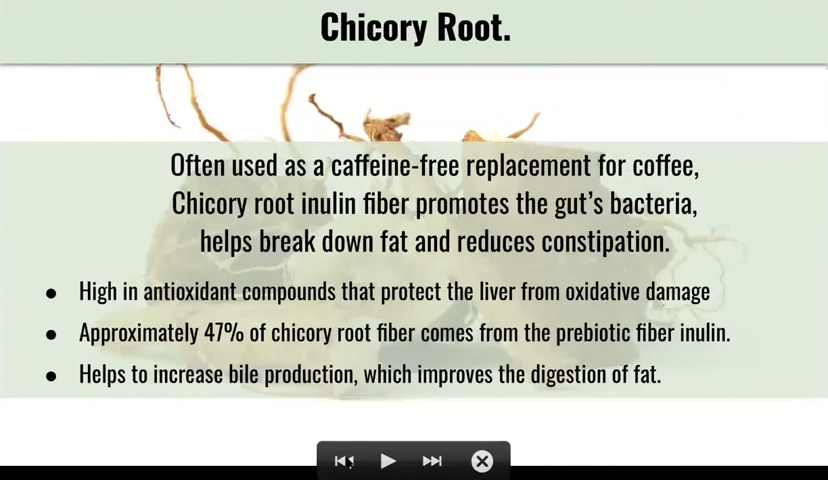 Chicory Root.
Often used as a caffeine-free replacement for coffee,
Chicory root inulin fiber promotes the gut's bacteria,
helps break down fat and reduces constipation.
● High in antioxidant compounds that protect the liver from oxidative damage
● Approximately 47% of chicory root fiber comes from the prebiotic fiber inulin.
● Helps to increase bile production, which improves the digestion of fat.